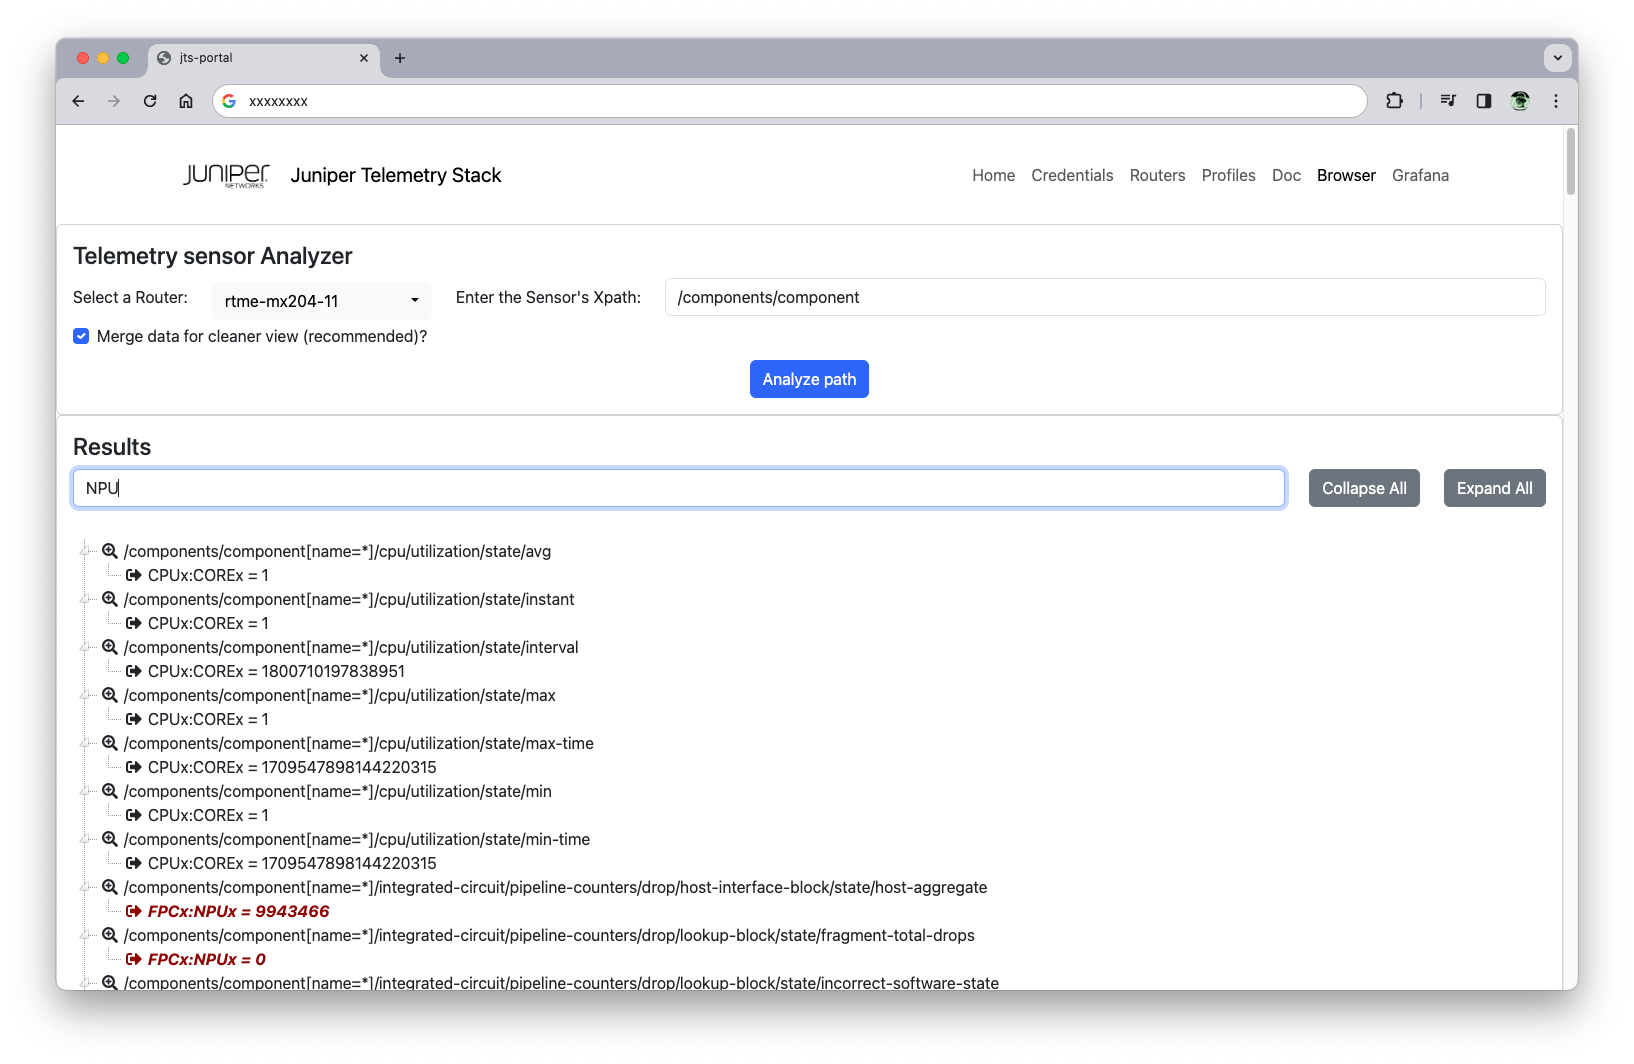 jts-portal
xxxxxxxx
JUNIPEr NETWORKS Juniper Telemetry Stack Home Credentials Routers Profiles Doc Browser Grafana
Telemetry sensor Analyzer
Select a Router: rtme-mx204-11 Enter the Sensor's Xpath: /components/component
Merge data for cleaner view (recommended)?
Analyze path
Results
NPU Collapse All Expand All
/components/component[name=*]/cpu/utilization/state/avg
CPUx:COREx = 1
/components/component[name=*]/cpu/utilization/state/instant
CPUx:COREx = 1
/components/component[name=*]/cpu/utilization/state/interval
CPUx:COREx = 1800710197838951
/components/component[name=*]/cpu/utilization/state/max
CPUx:COREx = 1
/components/component[name=*]/cpu/utilization/state/max-time
CPUx:COREx = 1709547898144220315
/components/component[name=*]/cpu/utilization/state/min
CPUx:COREx = 1
/components/component[name=*]/cpu/utilization/state/min-time
CPUx:COREx = 1709547898144220315
/components/component[name=*]/integrated-circuit/pipeline-counters/drop/host-interface-block/state/host-aggregate
FPCx:NPUx = 9943466
/components/component[name=*]/integrated-circuit/pipeline-counters/drop/lookup-block/state/fragment-total-drops
FPCx:NPUx = 0
/components/component[name=*]/integrated-circuit/pipeline-counters/drop/lookup-block/state/incorrect-software-state